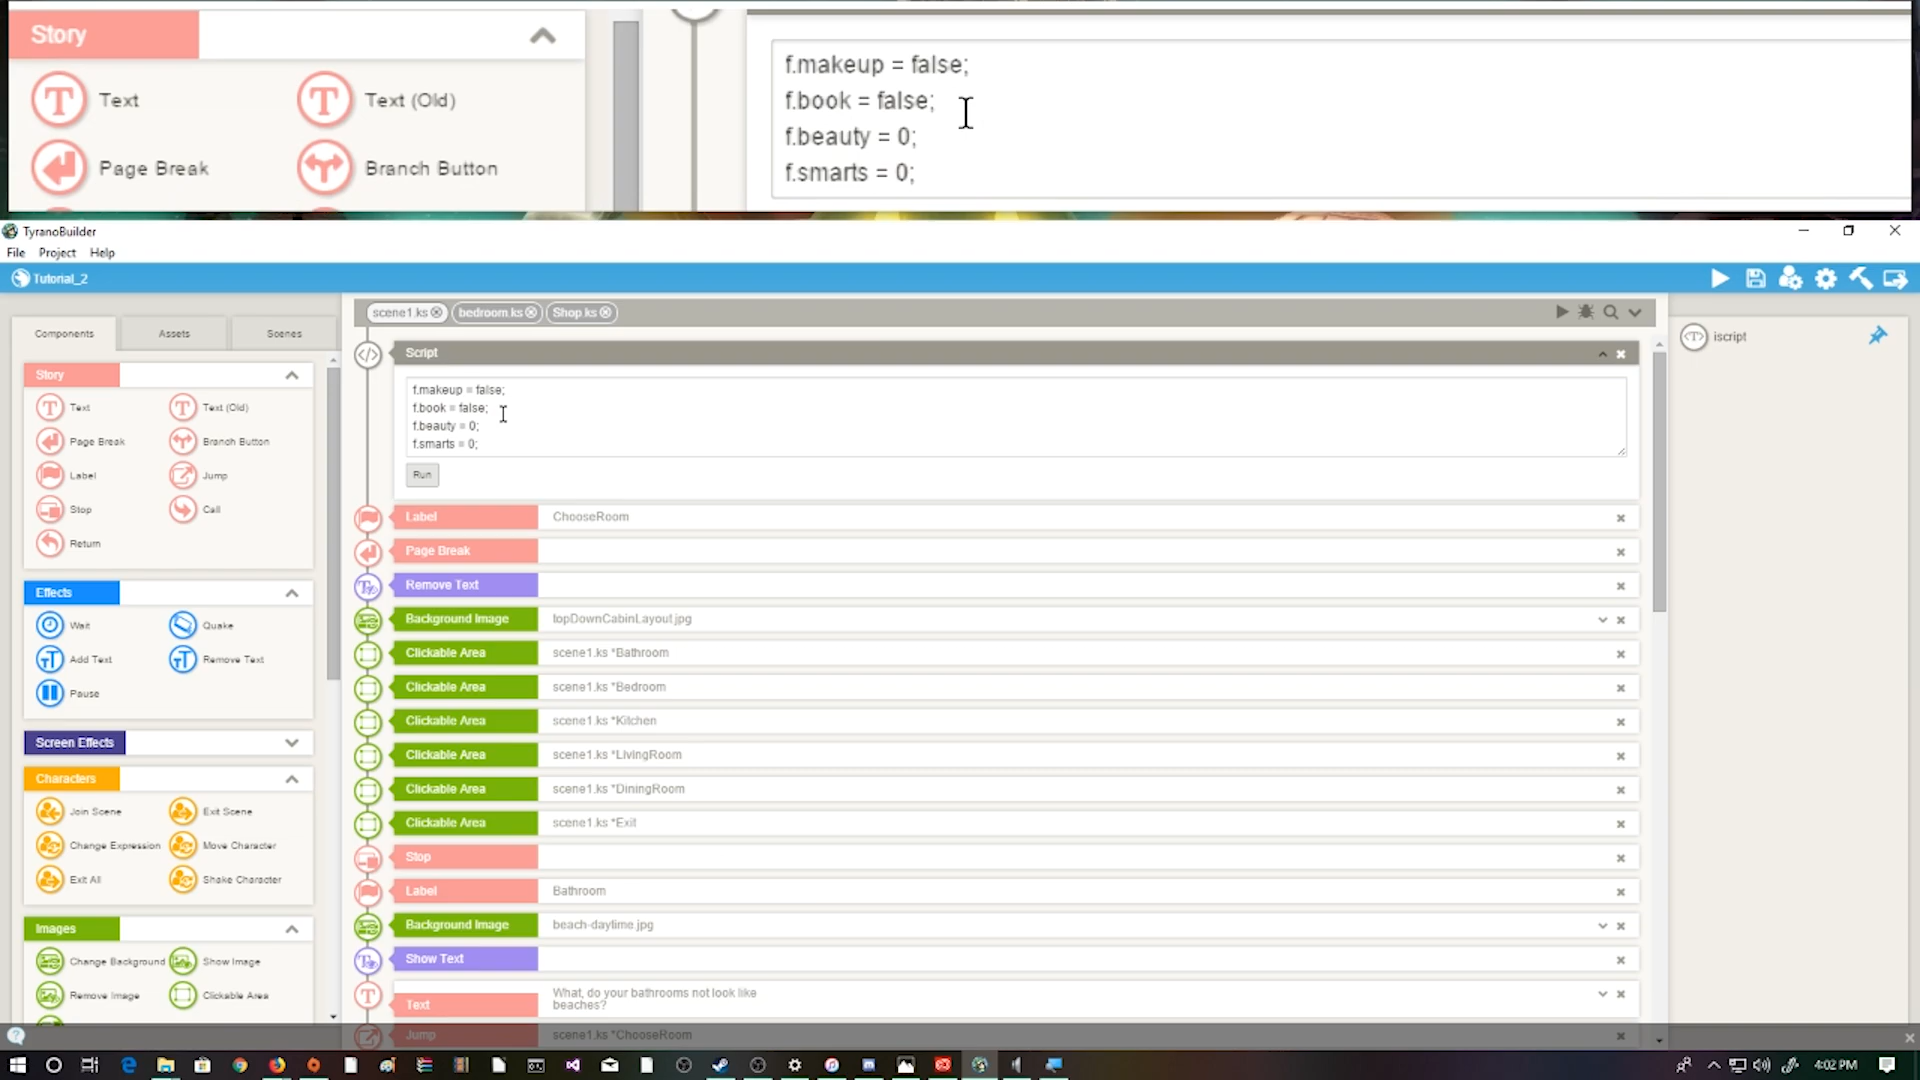 Story
Text
Text (Old)
Page Break
Branch Button
f.makeup = false;
f.book = false;
f.beauty = 0;
f.smarts = 0;
TyranoBuilder
File Project Help
Tutorial_2
Components
Assets
Scenes
Story
Text
Text (Old)
Page Break
Branch Button
Label
Jump
Stop
Call
Return
Effects
Wait
Quake
Add Text
Remove Text
Pause
Screen Effects
Characters
Join Scene
Exit Scene
Change Expression
Move Character
Exit All
Shake Character
Images
Change Background
Show Image
Remove Image
Clickable Area
scene1.ks
bedroom.ks
Shop.ks
Script
f.makeup = false;
f.book = false;
f.beauty = 0;
f.smarts = 0;
Run
Label ChooseRoom
Page Break
Remove Text
Background Image topDownCabinLayout.jpg
Clickable Area scene1.ks *Bathroom
Clickable Area scene1.ks *Bedroom
Clickable Area scene1.ks *Kitchen
Clickable Area scene1.ks *LivingRoom
Clickable Area scene1.ks *DiningRoom
Clickable Area scene1.ks *Exit
Stop
Label Bathroom
Background Image beach-daytime.jpg
Show Text
Text What, do your bathrooms not look like
beaches?
Jump scene1.ks *ChooseRoom
iscript
4:02 PM